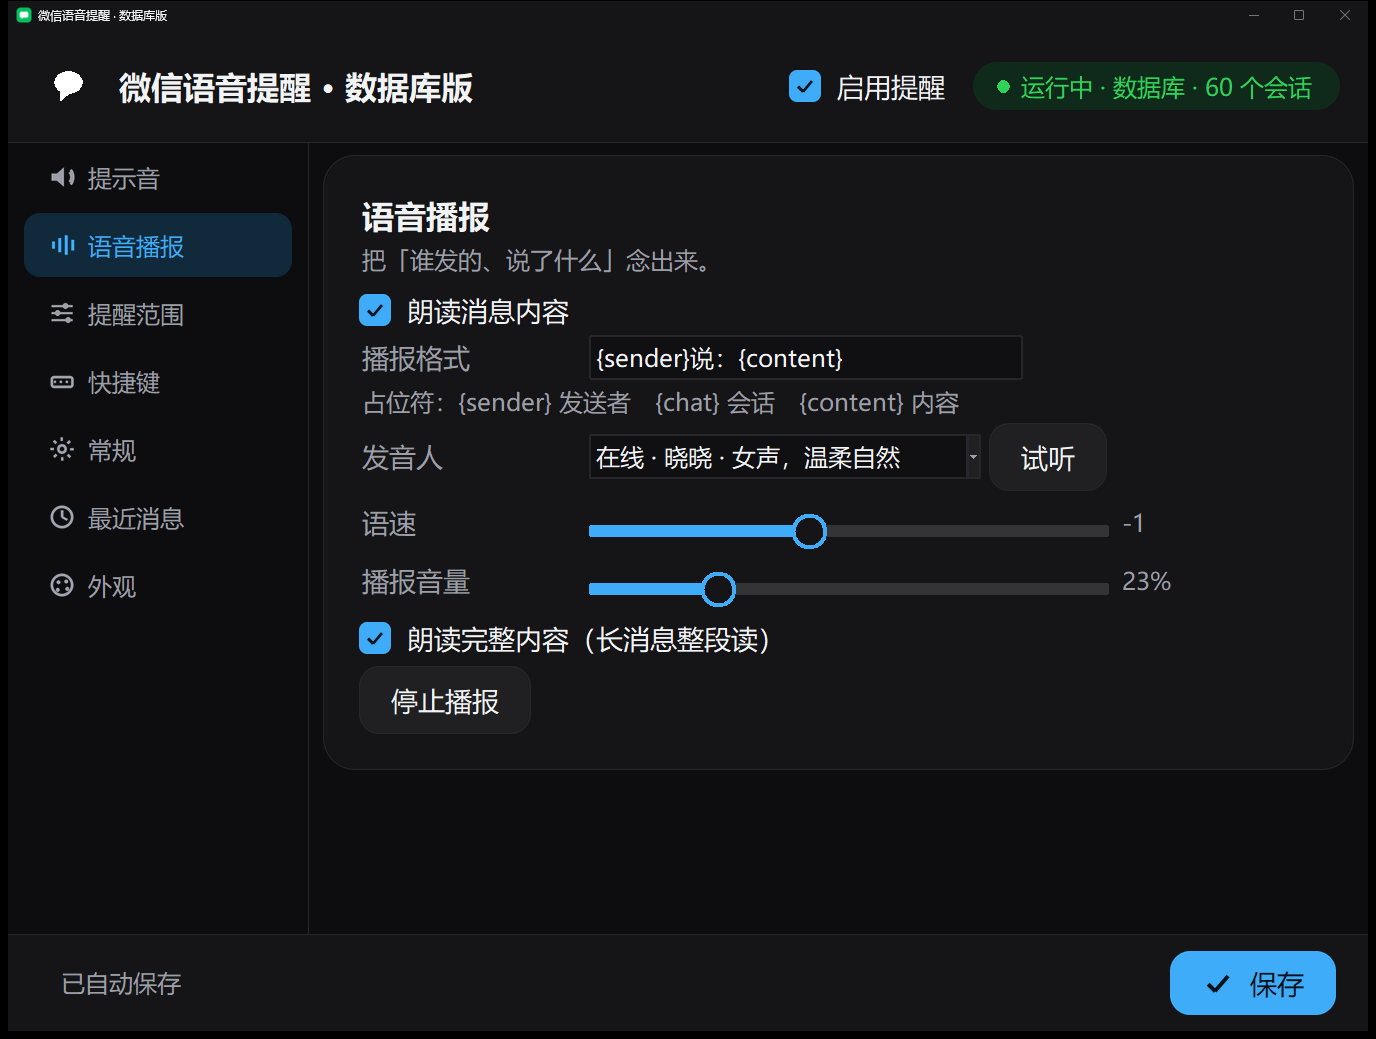 微信语音提醒 · 数据库版
微信语音提醒 • 数据库版
启用提醒
运行中 · 数据库 · 60 个会话
提示音
语音播报
提醒范围
快捷键
常规
最近消息
外观
语音播报
把「谁发的、说了什么」念出来。
朗读消息内容
播报格式 {sender}说：{content}
占位符：{sender} 发送者 {chat} 会话 {content} 内容
发音人 在线 · 晓晓 · 女声，温柔自然 试听
语速 -1
播报音量 23%
朗读完整内容（长消息整段读）
停止播报
已自动保存
保存